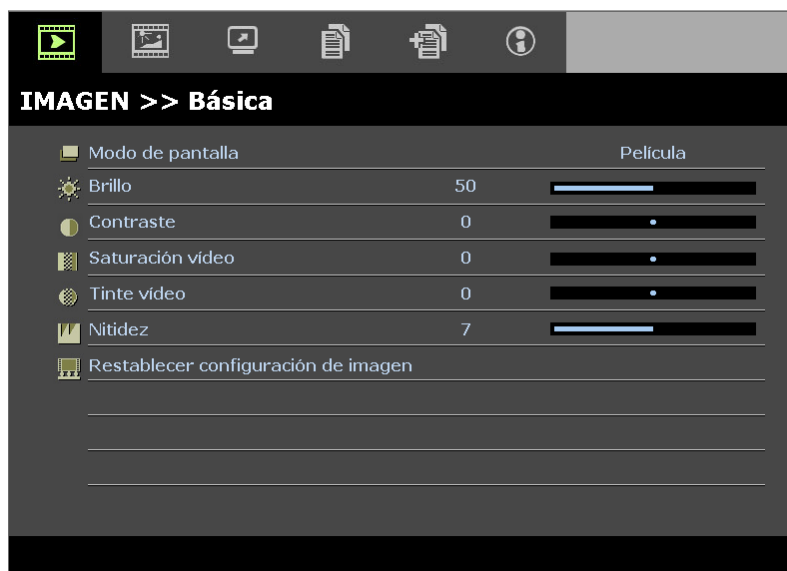 IMAGEN >> Básica
Modo de pantalla Película
Brillo 50
Contraste 0
Saturación vídeo 0
Tinte vídeo 0
Nitidez 7
Restablecer configuración de imagen